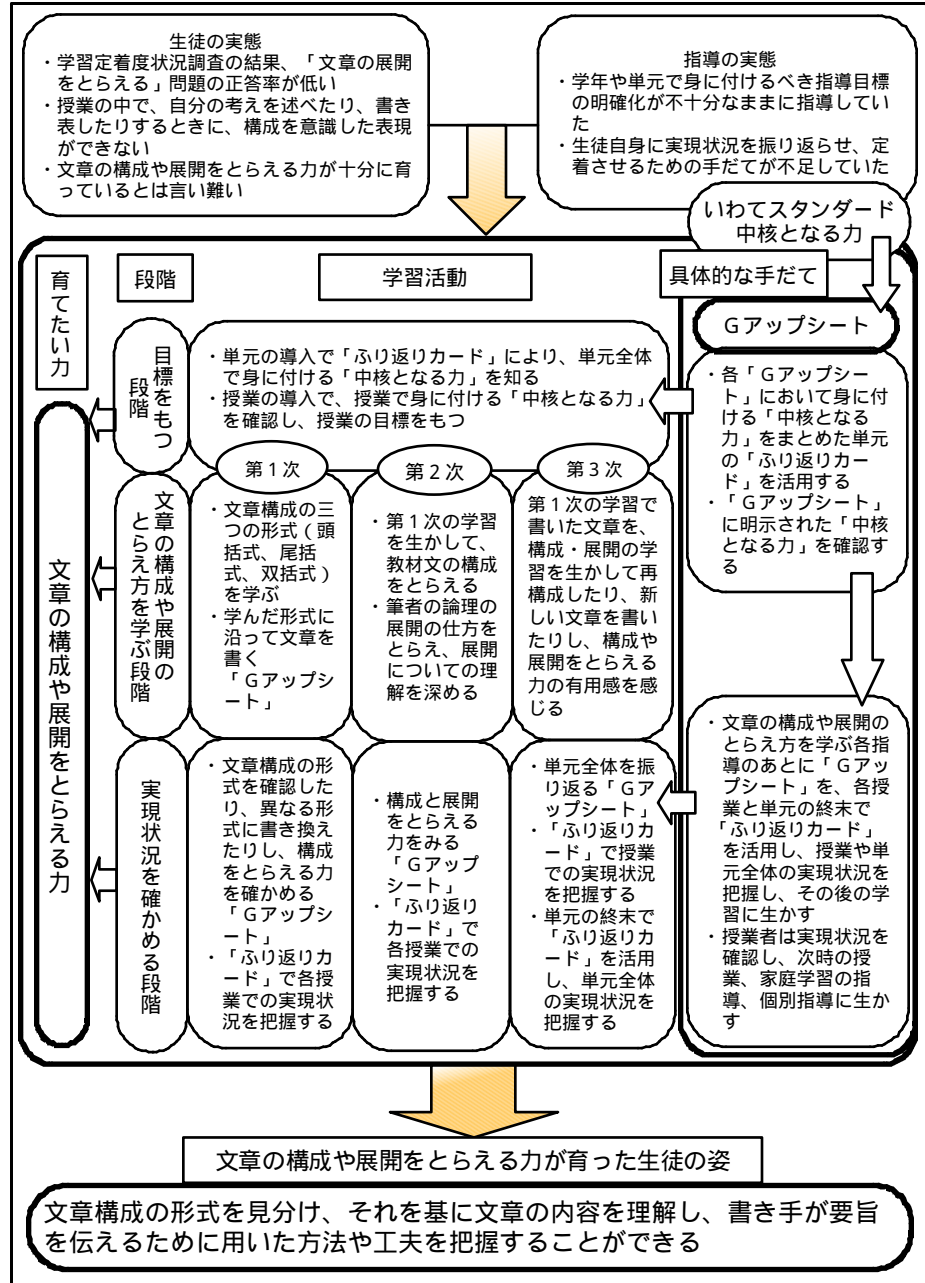 生徒の実態
・学習定着度状況調査の結果、「文章の展開
をとらえる」問題の正答率が低い
・授業の中で、自分の考えを述べたり、書き
表したりするときに、構成を意識した表現
ができない
・文章の構成や展開をとらえる力が十分に育
っているとは言い難い
指導の実態
・学年や単元で身に付けるべき指導目標
の明確化が不十分なままに指導してい
た
・生徒自身に実現状況を振り返らせ、定
着させるための手だてが不足していた
いわてスタンダード
中核となる力
育てたい力
段階
学習活動
具体的な手だて
Gアップシート
目標をもつ
段階
・単元の導入で「ふり返りカード」により、単元全体
で身に付ける「中核となる力」を知る
・授業の導入で、授業で身に付ける「中核となる力」
を確認し、授業の目標をもつ
・各「Gアップシー
ト」において身に付
ける「中核となる
力」をまとめた単元
の「ふり返りカー
ド」を活用する
・「Gアップシート」
に明示された「中核
となる力」を確認す
る
文章の構成や展開をとらえる力
文章の構成や展開の
とらえ方を学ぶ段階
第1次
・文章構成の三
つの形式(頭
括式、尾括
式、双括式)を
学ぶ
・学んだ形式に
沿って文章を
書く
「Gアップシ
ート」
第2次
・第1次の学習
を生かして、
教材文の構成
をとらえる
・筆者の論理の
展開の仕方を
とらえ、展開
についての理
解を深める
第3次
第1次の学習で
書いた文章を、
構成・展開の学
習を生かして再
構成したり、新
しい文章を書い
たりし、構成や
展開をとらえる
力の有用感を感
じる
実現状況を確かめる段階
・文章構成の形
式を確認した
り、異なる形
式に書き換え
たりし、構成
をとらえる力
を確かめる
「Gアップシ
ート」
・「ふり返りカ
ード」で各授
業での実現状
況を把握する
・構成と展開
をとらえる
力をみる
「Gアップ
シート」
・「ふり返り
カード」で
各授業での
実現状況を
把握する
・単元全体を振
り返る「Gア
ップシート」
・「ふり返りカ
ード」で授業
での実現状況
を把握する
・単元の終末で
「ふり返りカ
ード」を活用
し、単元全体
の実現状況を
把握する
・文章の構成や展開の
とらえ方を学ぶ各指
導のあとに「Gアッ
プシート」を、各授
業と単元の終末で
「ふり返りカード」
を活用し、授業や単
元全体の実現状況を
把握し、その後の学
習に生かす
・授業者は実現状況を
確認し、次時の授
業、家庭学習の指
導、個別指導に生か
す
文章の構成や展開をとらえる力が育った生徒の姿
文章構成の形式を見分け、それを基に文章の内容を理解し、書き手が要旨
を伝えるために用いた方法や工夫を把握することができる